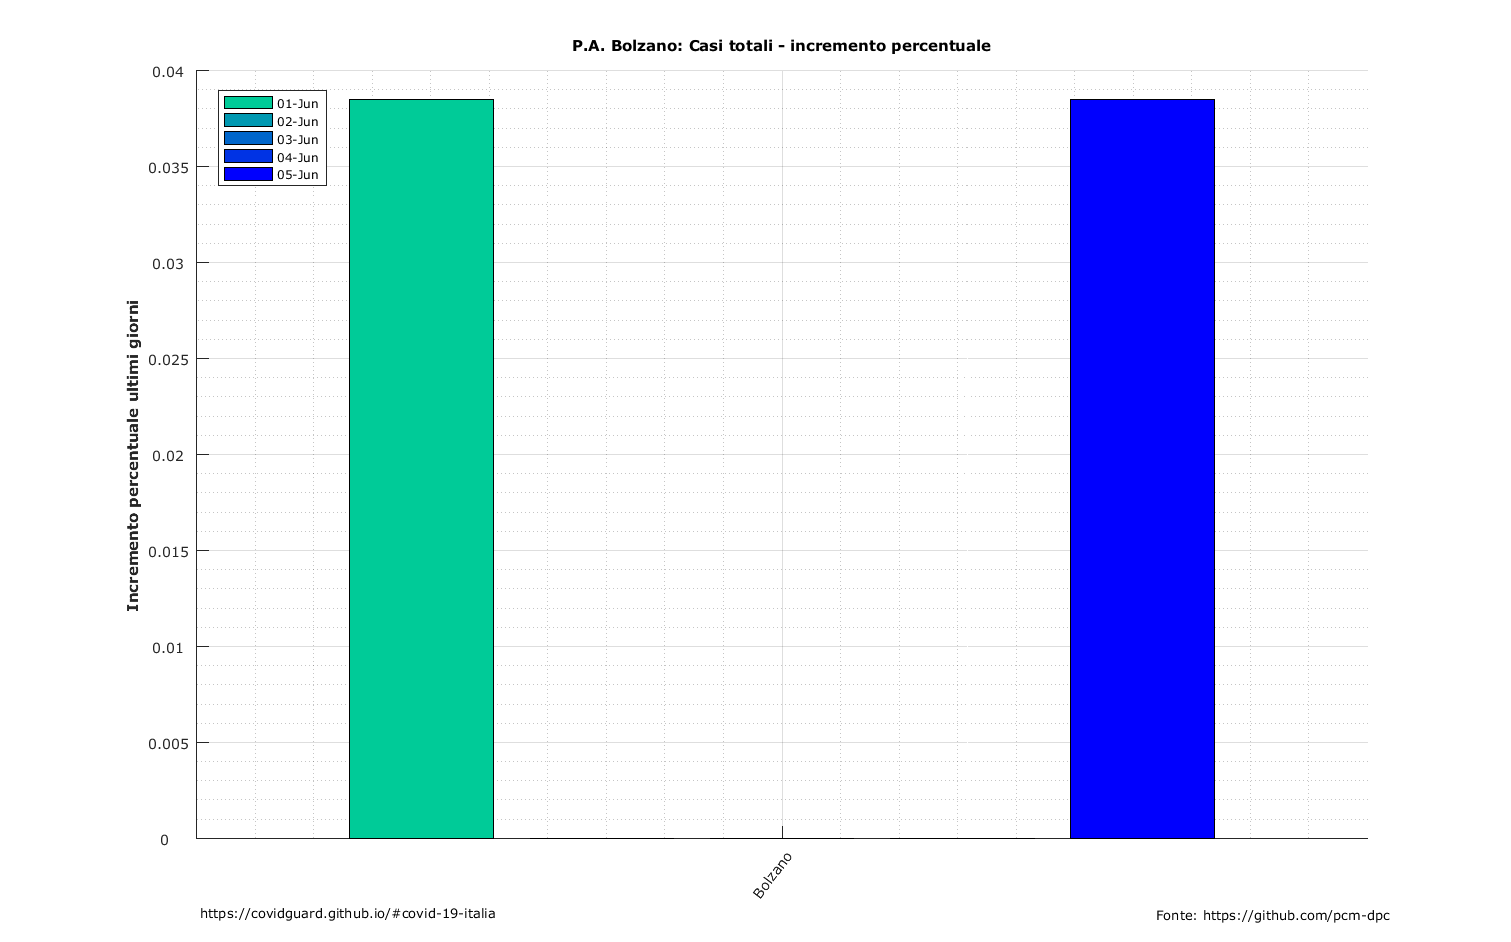 P.A. Bolzano: Casi totali - incremento percentuale
0.04
0.035
0.03
0.025
0.02
0.015
0.01
0.005
0
Incremento percentuale ultimi giorni
01-Jun
02-Jun
03-Jun
04-Jun
05-Jun
Bolzano
https://covidguard.github.io/#covid-19-italia
Fonte: https://github.com/pcm-dpc